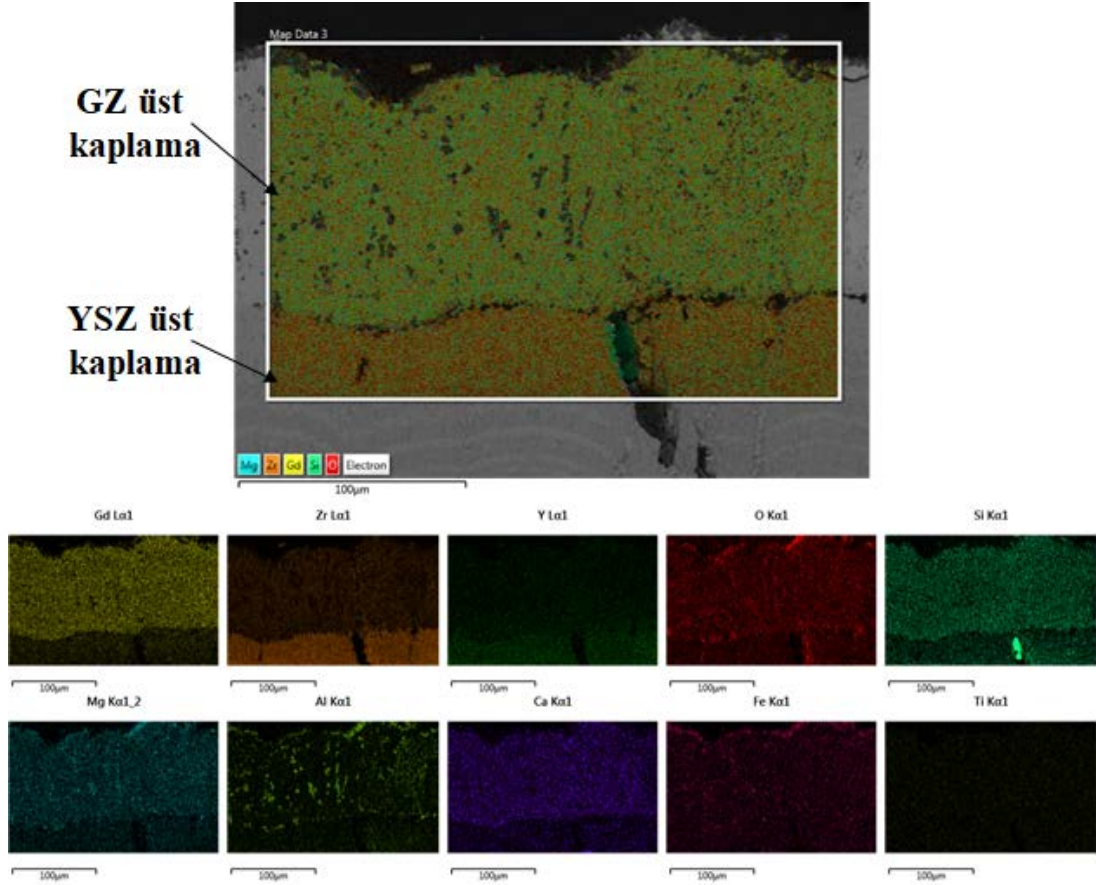 Map Data 3
GZ üst
kaplama
YSZ üst
kaplama
Mg Zr Gd Si O Electron
100µm
Gd Lα1 Zr Lα1 Y Lα1 O Kα1 Si Kα1
100µm 100µm 100µm 100µm 100µm
Mg Kα1_2 Al Kα1 Ca Kα1 Fe Kα1 Ti Kα1
100µm 100µm 100µm 100µm 100µm